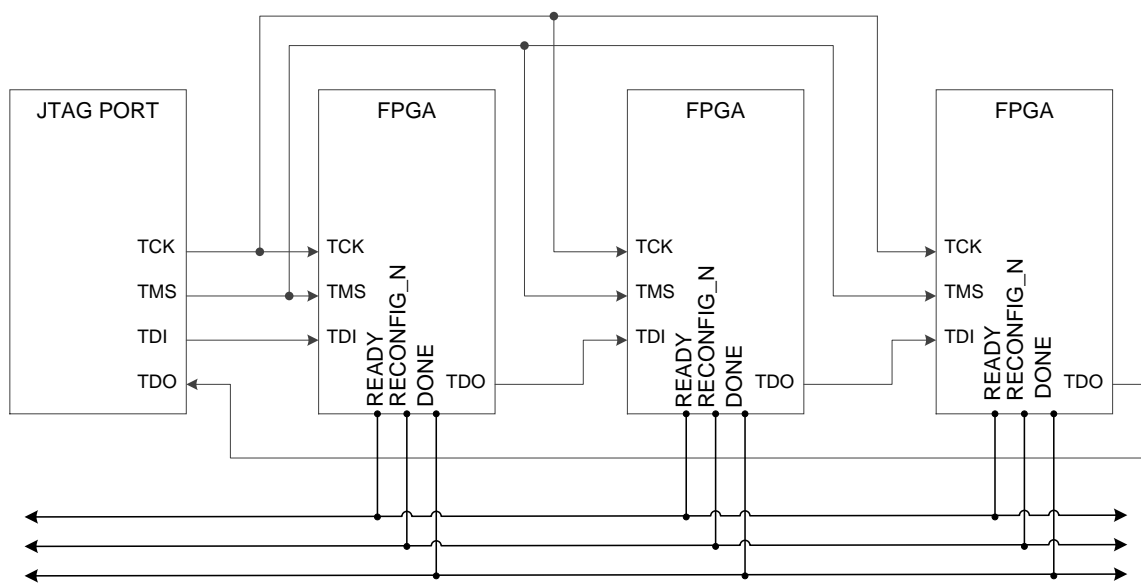 JTAG PORT
TCK
TMS
TDI
TDO
FPGA
TCK
TMS
TDI
READY
RECONFIG_N
DONE
TDO
FPGA
TCK
TMS
TDI
READY
RECONFIG_N
DONE
TDO
FPGA
TCK
TMS
TDI
READY
RECONFIG_N
DONE
TDO